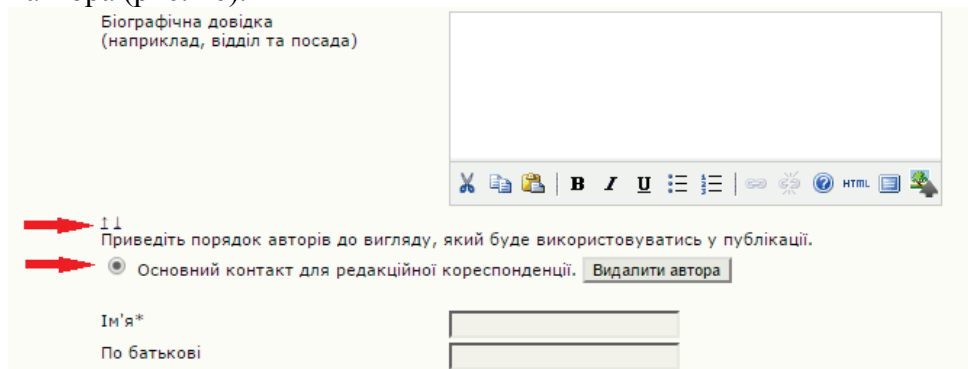 Біографічна довідка
(наприклад, відділ та посада)
B I U HTML
↑↓
Приведіть порядок авторів до вигляду, який буде використовуватись у публікації.
Основний контакт для редакційної кореспонденції. Видалити автора
Ім'я*
По батькові